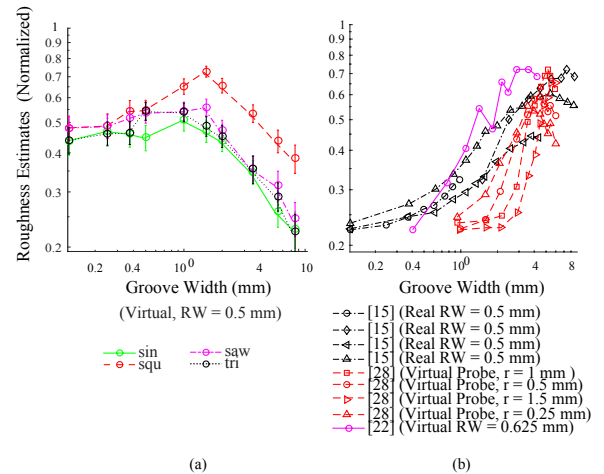 1
0.9
0.8
0.7
0.6
0.5
0.4
0.3
0.2
Roughness Estimates (Normalized)
0.2 0.4 10^0 2 4 10
Groove Width (mm)
(Virtual, RW = 0.5 mm)
sin
squ
saw
tri
(a)
(b)
1
0.9
0.8
0.7
0.6
0.5
0.4
0.3
0.2
0.2 0.4 10^0 2 4 8
Groove Width (mm)
[15] (Real RW = 0.5 mm)
[15] (Real RW = 0.5 mm)
[15] (Real RW = 0.5 mm)
[15] (Real RW = 0.5 mm)
[28] (Virtual Probe, r = 1 mm )
[28] (Virtual Probe, r = 0.5 mm)
[28] (Virtual Probe, r = 1.5 mm)
[28] (Virtual Probe, r = 0.25 mm)
[22] (Virtual RW = 0.625 mm)
(b)
(a)